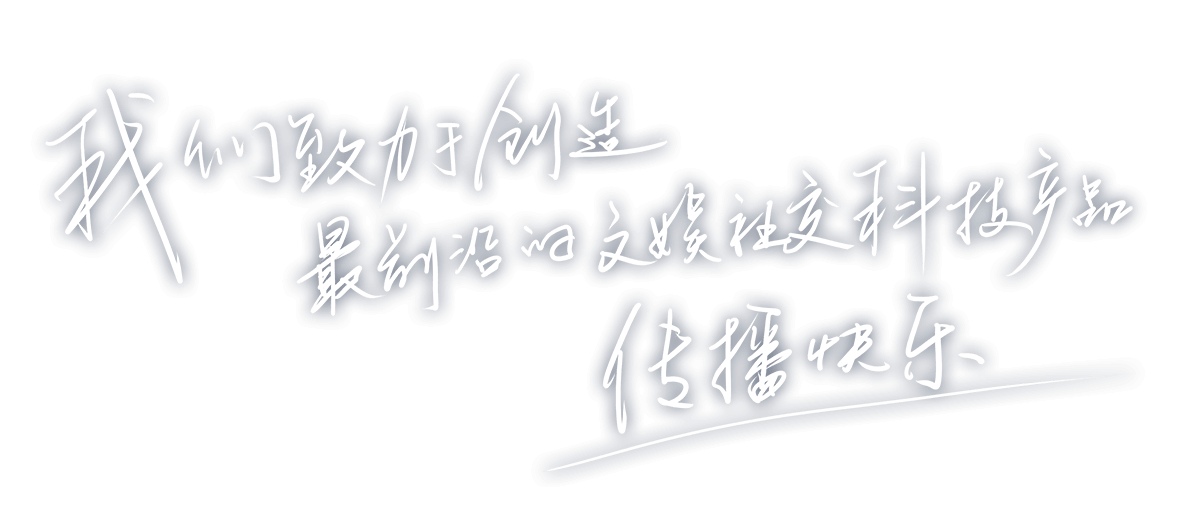 我们致力于创造
最前沿的文娱社交科技产品
传播快乐